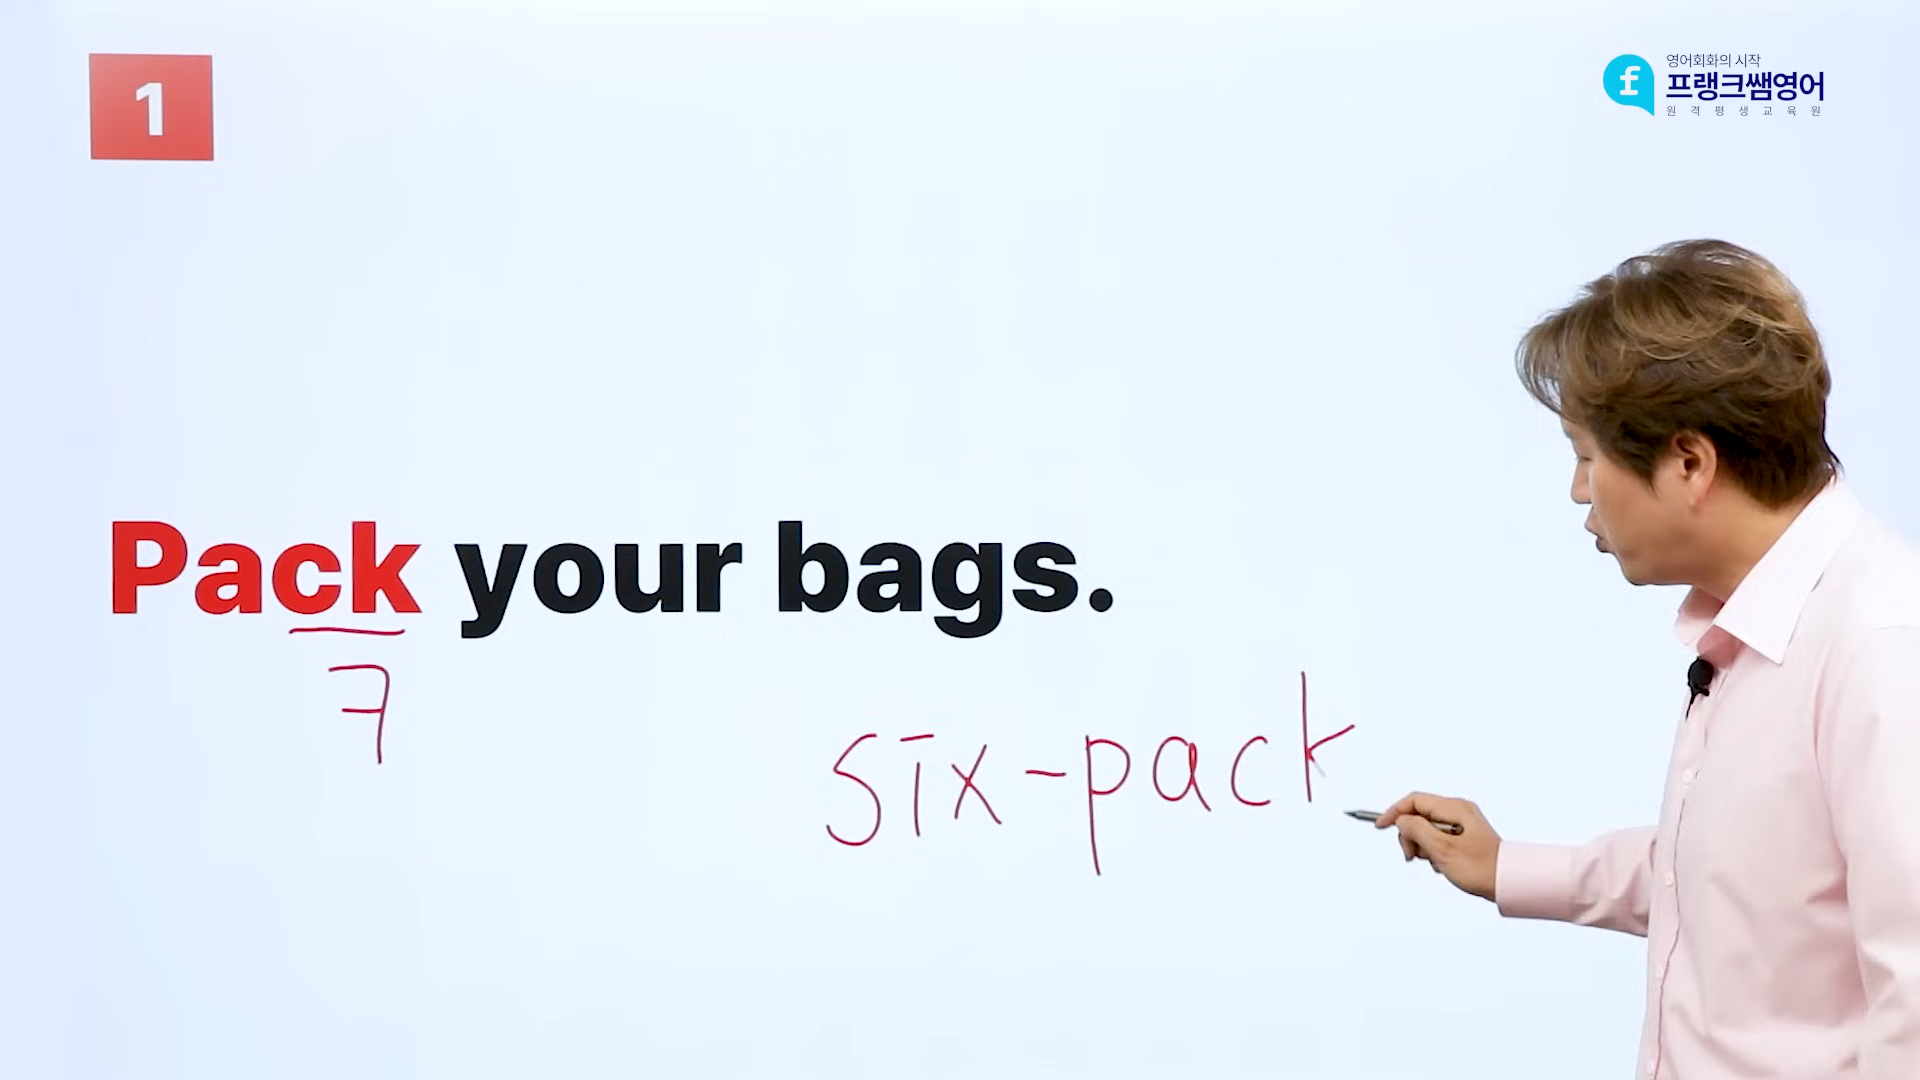 1
영어회화의 시작
프랭크쌤영어
원격평생교육원
Pack your bags.
ㅋ
six-pack